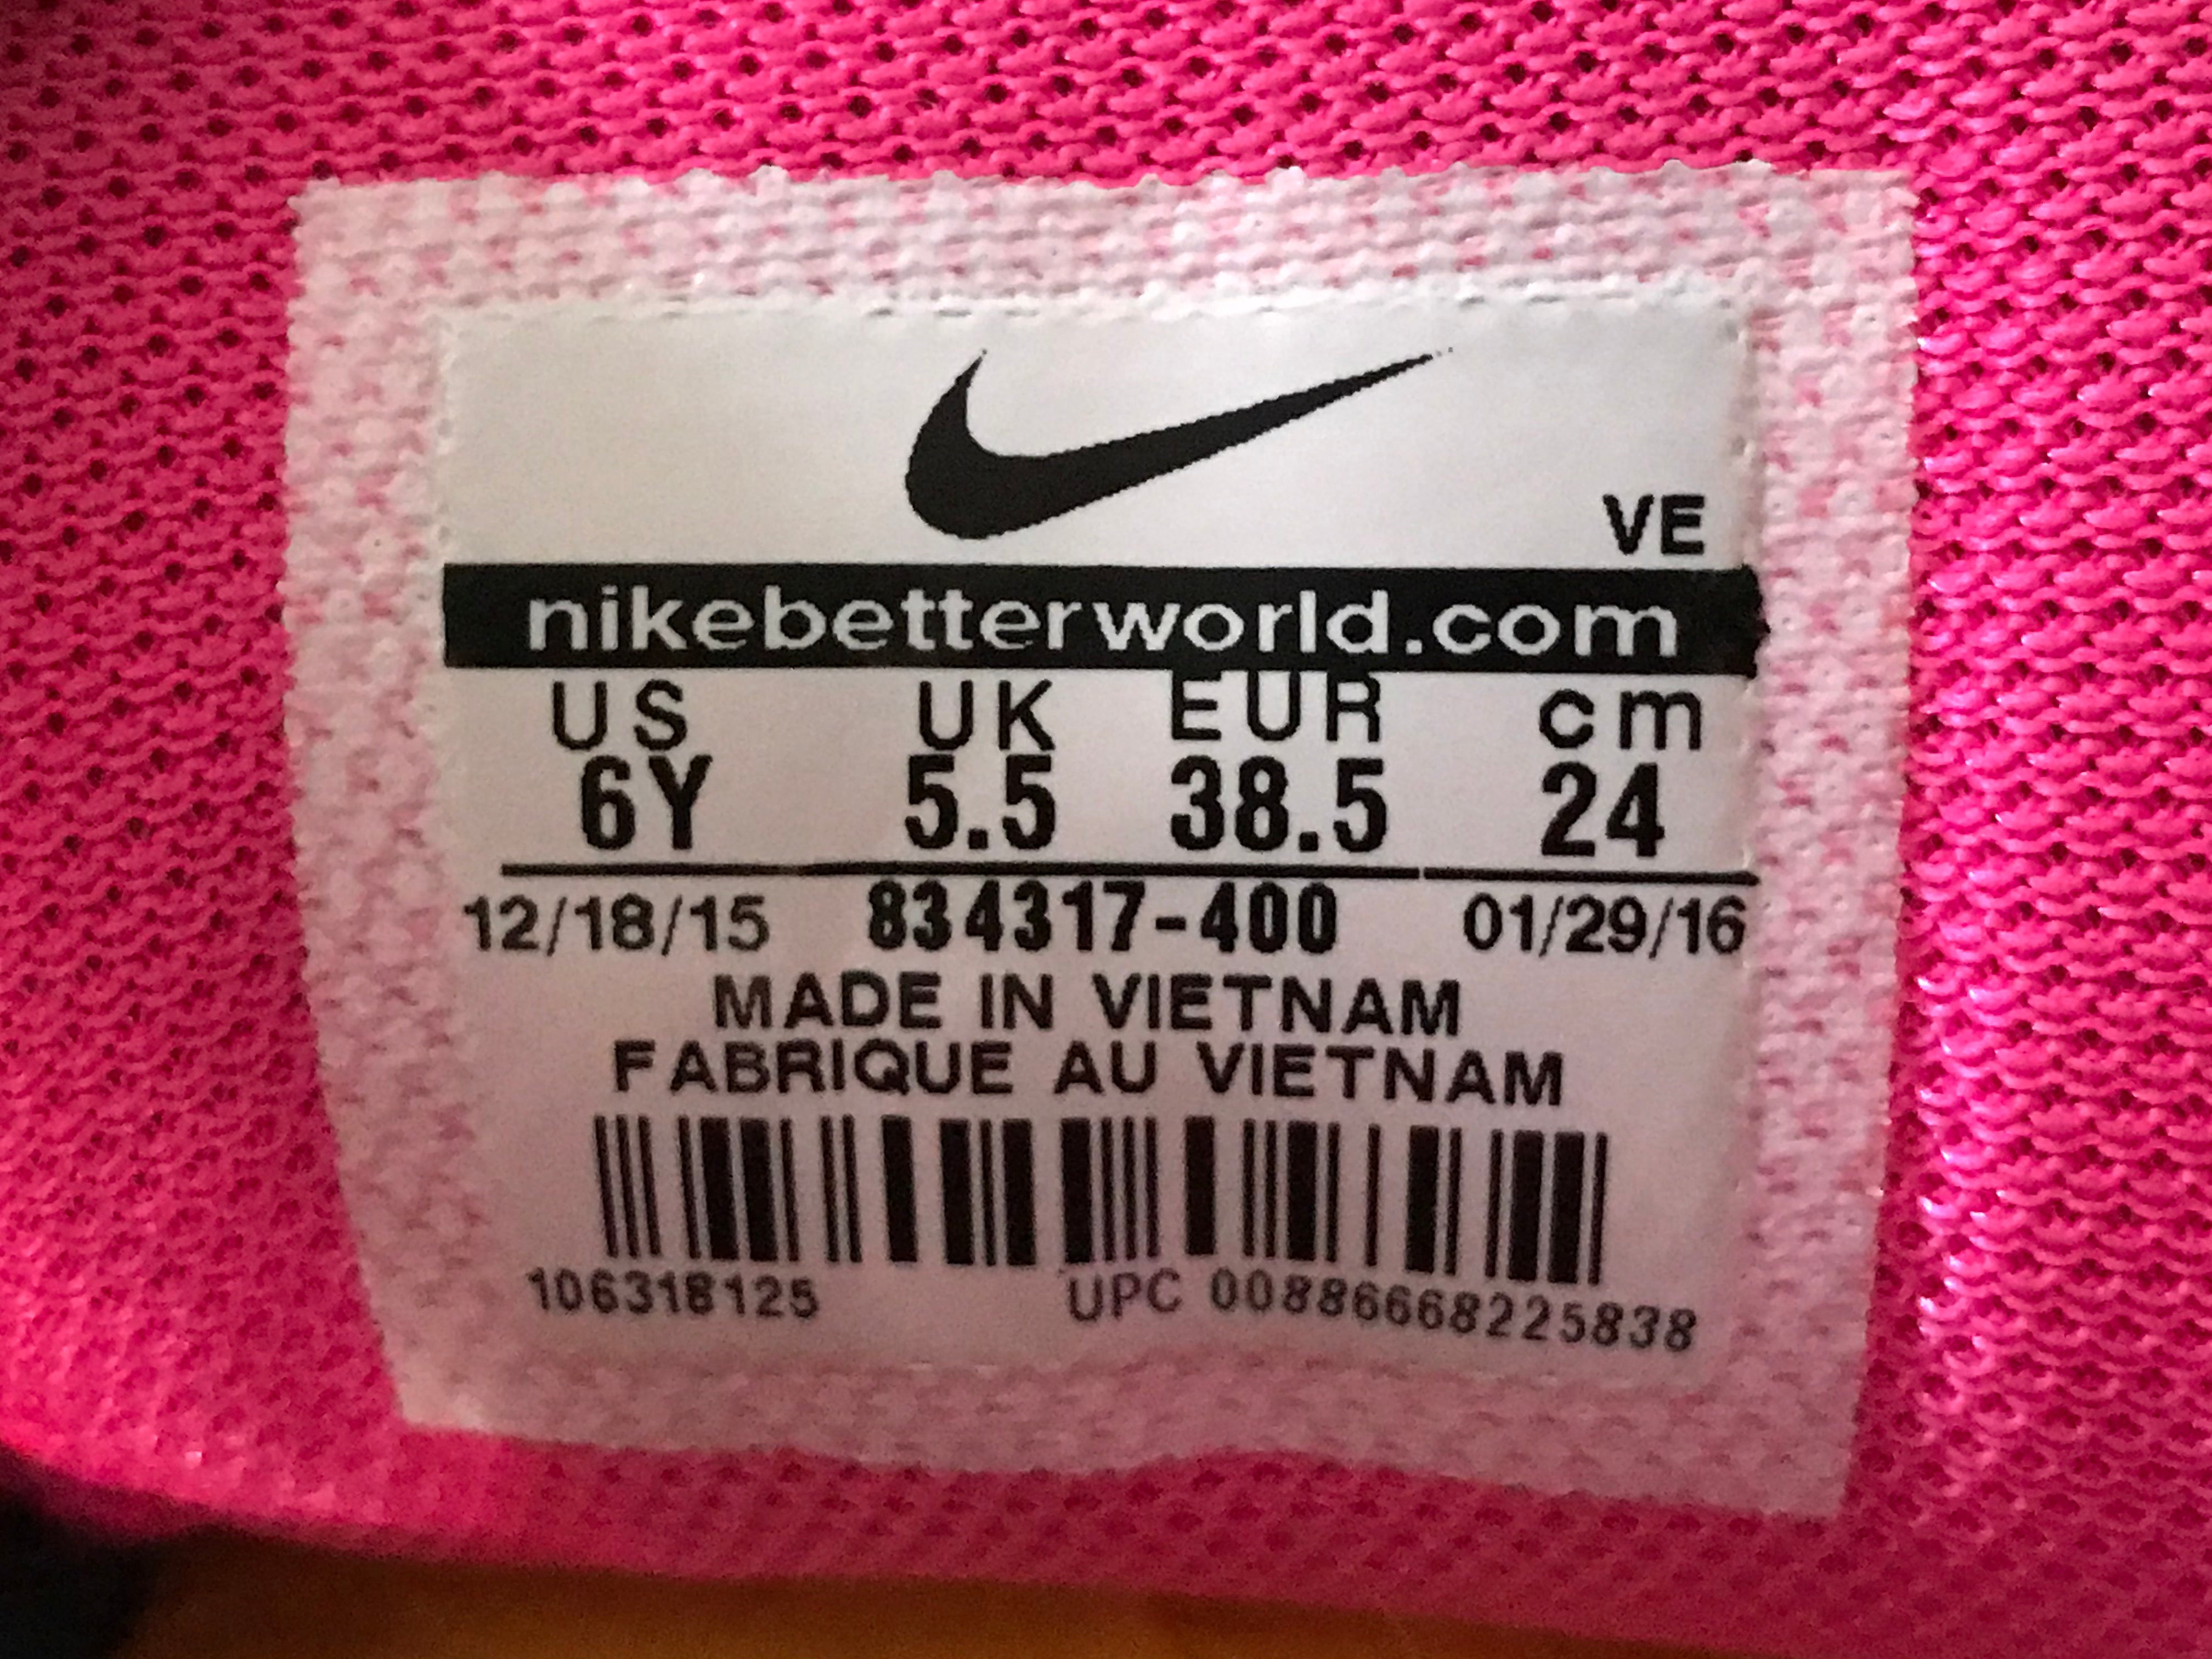 VE
nikebetterworld.com
US UK EUR cm
6Y 5.5 38.5 24
12/18/15 834317-400 01/29/16
MADE IN VIETNAM
FABRIQUE AU VIETNAM
106318125 UPC 00886668225838